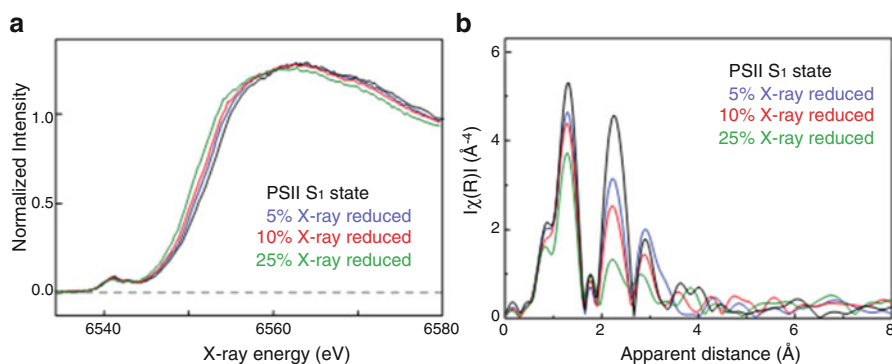 a
Normalized Intensity
1.0
0.5
0.0
PSII S₁ state
5% X-ray reduced
10% X-ray reduced
25% X-ray reduced
6540
6560
6580
X-ray energy (eV)
b
|χ(R)| (Å⁻⁴)
6
4
2
0
PSII S₁ state
5% X-ray reduced
10% X-ray reduced
25% X-ray reduced
0
2
4
6
8
Apparent distance (Å)